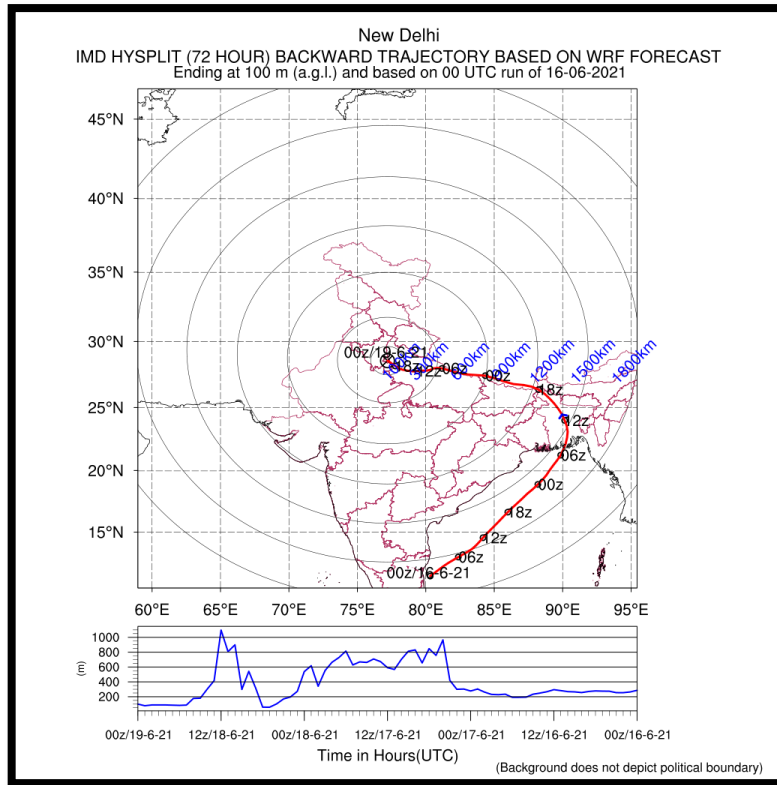 New Delhi
IMD HYSPLIT (72 HOUR) BACKWARD TRAJECTORY BASED ON WRF FORECAST
Ending at 100 m (a.g.l.) and based on 00 UTC run of 16-06-2021
45°N
40°N
35°N
30°N
25°N
20°N
15°N
00z/19-6-21
18z
12z
06z
00z
18z
12z
06z
00z
18z
12z
06z
00z/16-6-21
600km
900km
1200km
1500km
1800km
60°E 65°E 70°E 75°E 80°E 85°E 90°E 95°E
(m)
1000
800
600
400
200
00z/19-6-21 12z/18-6-21 00z/18-6-21 12z/17-6-21 00z/17-6-21 12z/16-6-21 00z/16-6-21
Time in Hours(UTC)
(Background does not depict political boundary)